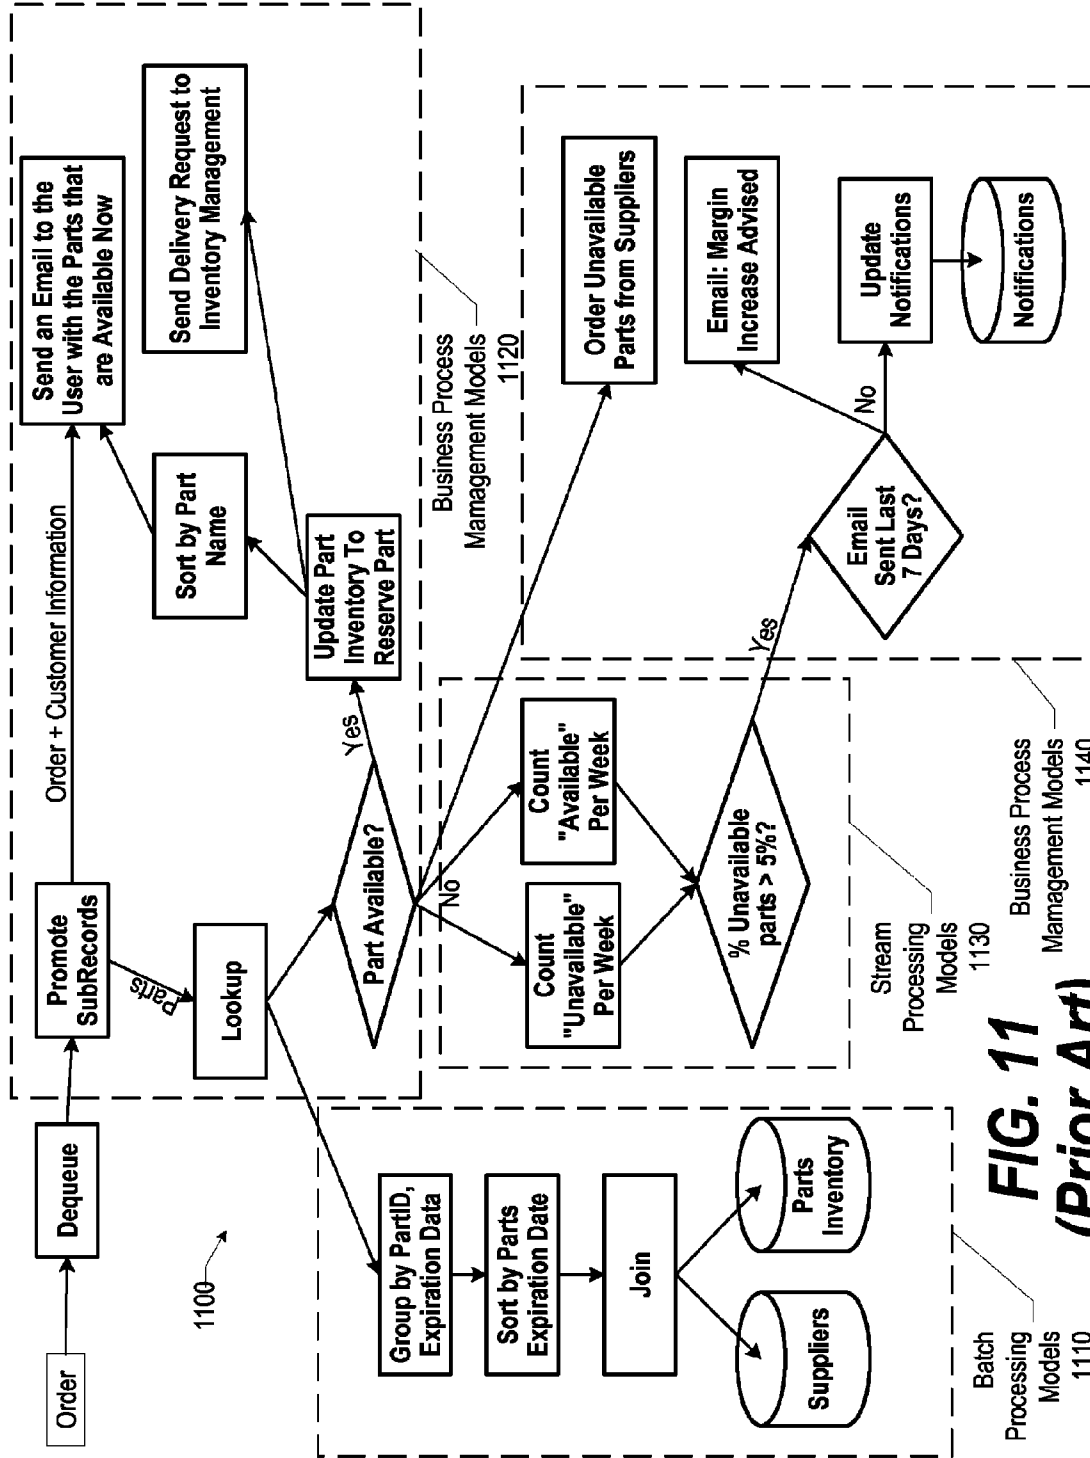 Order
Dequeue
Promote
SubRecords
Order + Customer Information
Send an Email to the
User with the Parts that
are Available Now
Parts
Lookup
Sort by Part
Name
Send Delivery Request to
Inventory Management
Update Part
Inventory To
Reserve Part
Yes
Part Available?
No
1100
Business Process
Mamagement Models
1120
Group by PartID,
Expiration Data
Sort by Parts
Expiration Date
Join
Suppliers
Parts
Inventory
Batch
Processing
Models
1110
Count
"Unavailable"
Per Week
Count
"Available"
Per Week
% Unavailable
parts > 5%?
Yes
Stream
Processing
Models
1130
Order Unavailable
Parts from Suppliers
Email: Margin
Increase Advised
Email
Sent Last
7 Days?
No
Update
Notifications
Notifications
Business Process
Mamagement Models
1140
FIG. 11
(Prior Art)